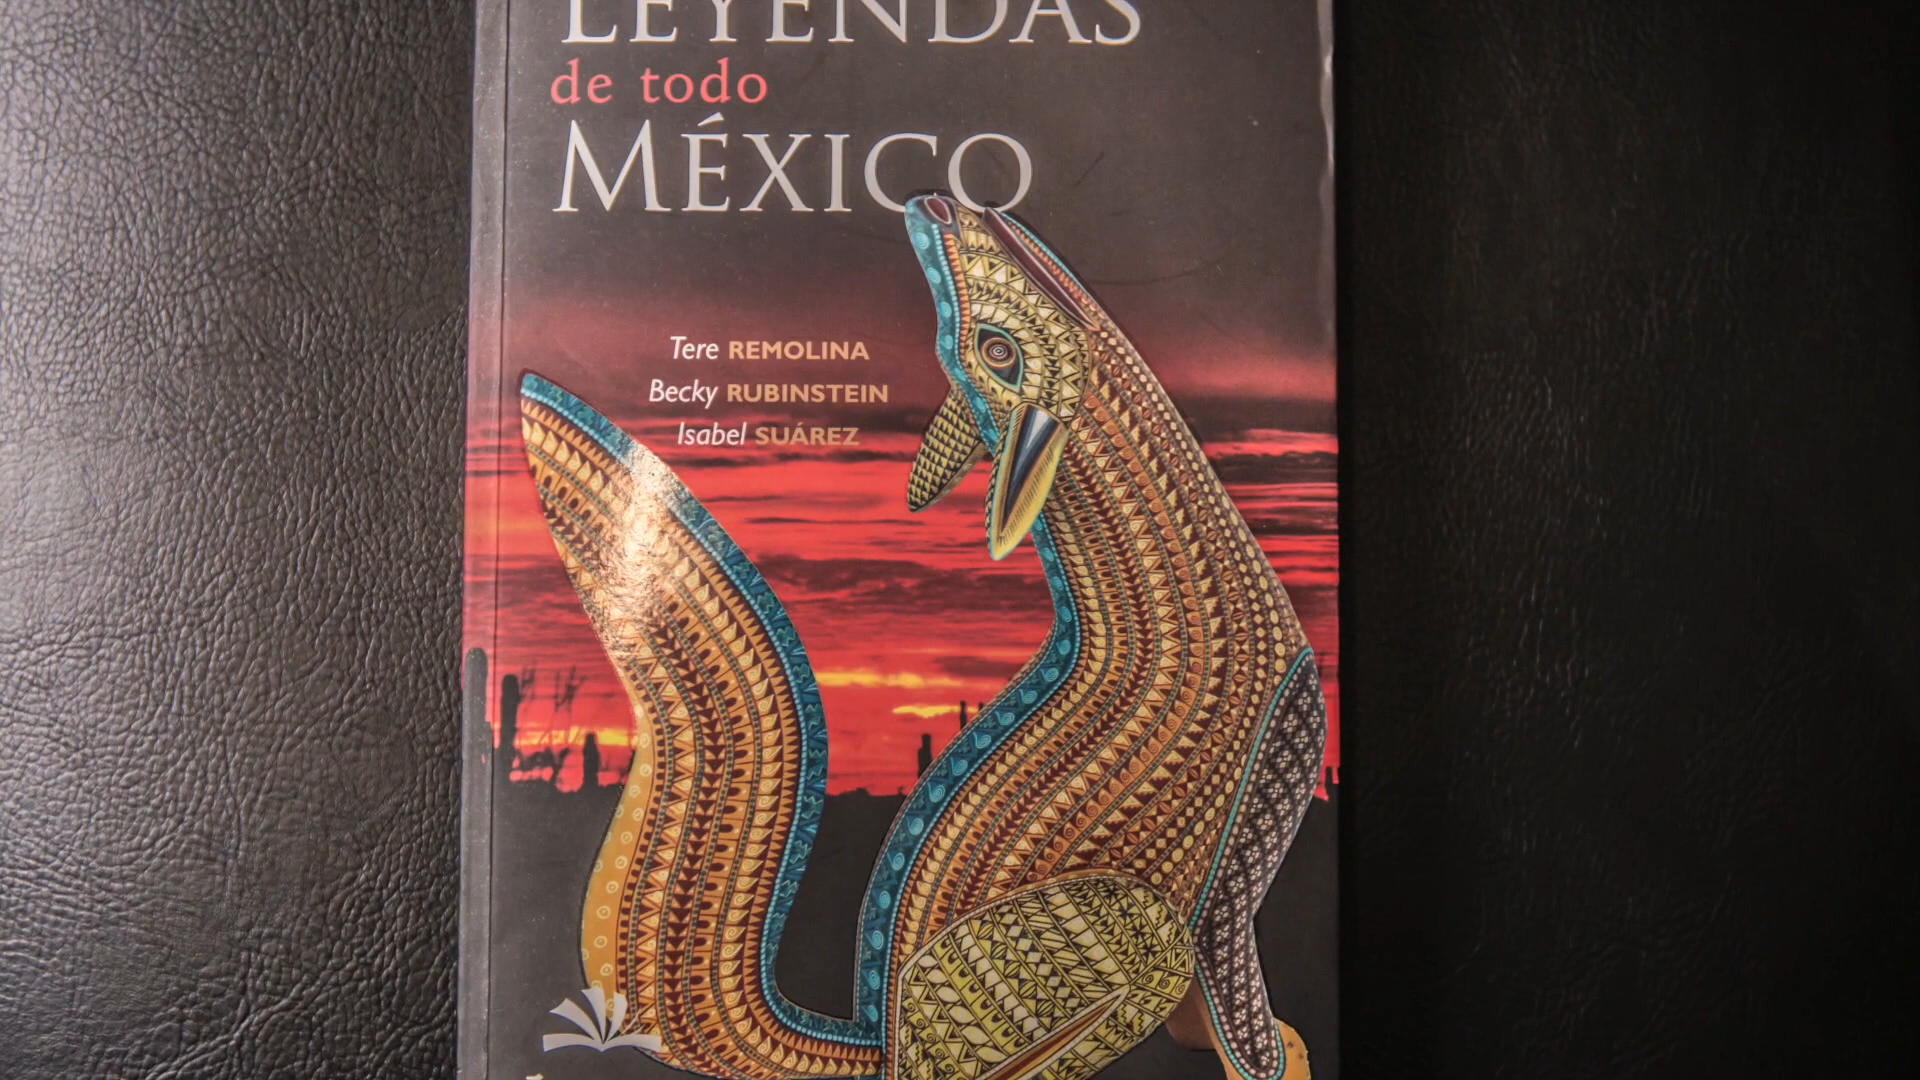 LEYENDAS
de todo
MÉXICO
Tere REMOLINA
Becky RUBINSTEIN
Isabel SUÁREZ